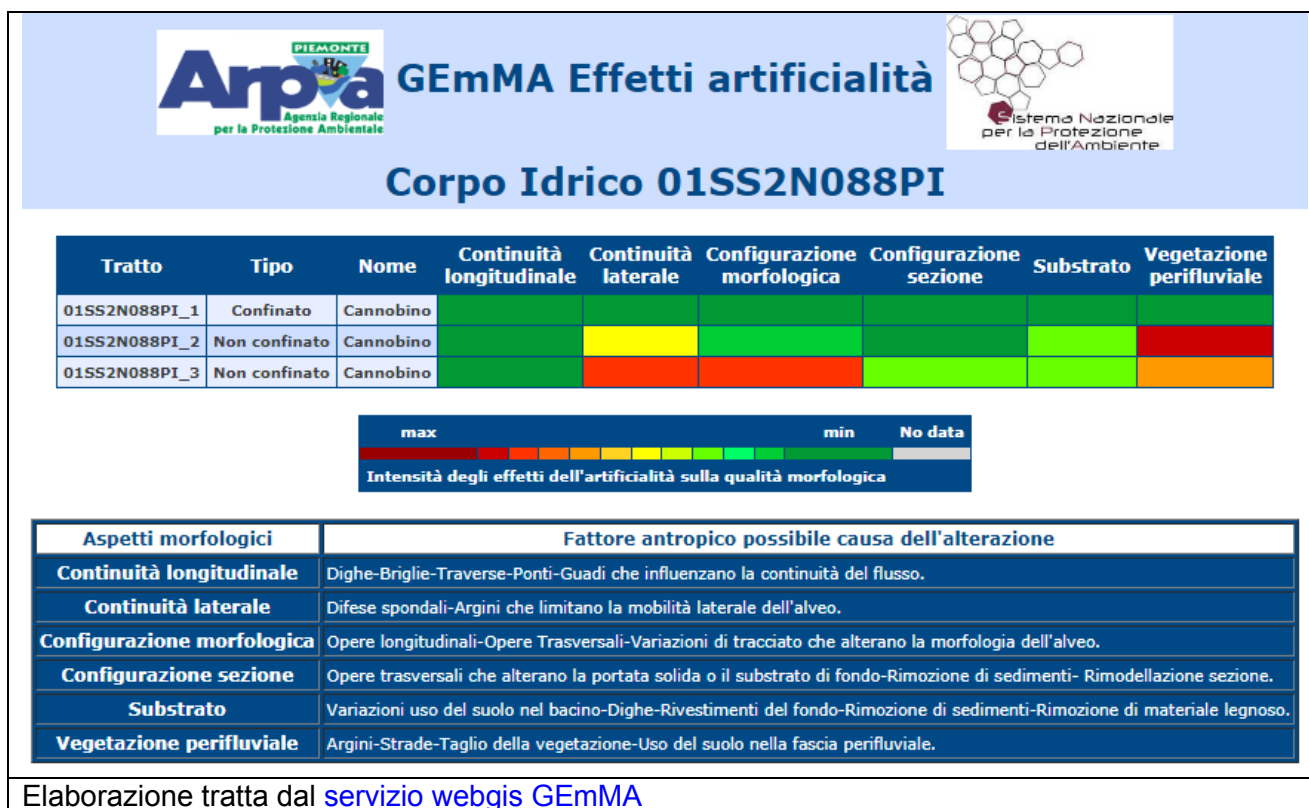 PIEMONTE
Arpa
Agenzia Regionale
per la Protezione Ambientale
GEmMA Effetti artificialità
Sistema Nazionale
per la Protezione
dell'Ambiente
Corpo Idrico 01SS2N088PI
Tratto Tipo Nome Continuità longitudinale Continuità laterale Configurazione morfologica Configurazione sezione Substrato Vegetazione perifluviale
01SS2N088PI_1 Confinato Cannobino
01SS2N088PI_2 Non confinato Cannobino
01SS2N088PI_3 Non confinato Cannobino
max min No data
Intensità degli effetti dell'artificialità sulla qualità morfologica
Aspetti morfologici Fattore antropico possibile causa dell'alterazione
Continuità longitudinale Dighe-Briglie-Traverse-Ponti-Guadi che influenzano la continuità del flusso.
Continuità laterale Difese spondali-Argini che limitano la mobilità laterale dell'alveo.
Configurazione morfologica Opere longitudinali-Opere Trasversali-Variazioni di tracciato che alterano la morfologia dell'alveo.
Configurazione sezione Opere trasversali che alterano la portata solida o il substrato di fondo-Rimozione di sedimenti- Rimodellazione sezione.
Substrato Variazioni uso del suolo nel bacino-Dighe-Rivestimenti del fondo-Rimozione di sedimenti-Rimozione di materiale legnoso.
Vegetazione perifluviale Argini-Strade-Taglio della vegetazione-Uso del suolo nella fascia perifluviale.
Elaborazione tratta dal servizio webgis GEmMA